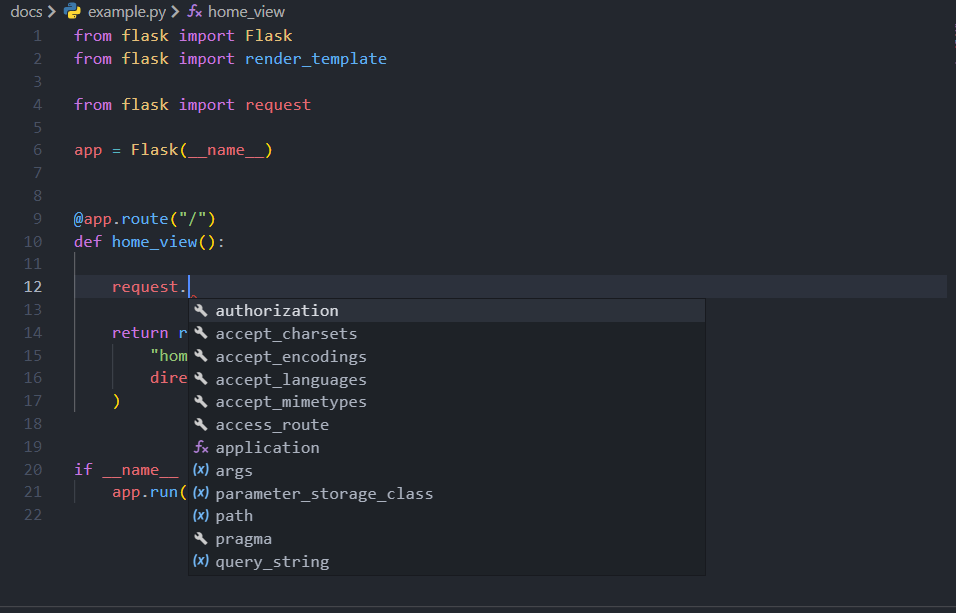 docs > example.py > home_view
1 from flask import Flask
2 from flask import render_template
3
4 from flask import request
5
6 app = Flask(__name__)
7
8
9 @app.route("/")
10 def home_view():
11
12 request.
13 authorization
14 return r accept_charsets
15 "hom accept_encodings
16 dire accept_languages
17 ) accept_mimetypes
18 access_route
19 application
20 if __name__ args
21 app.run( parameter_storage_class
22 path
pragma
query_string